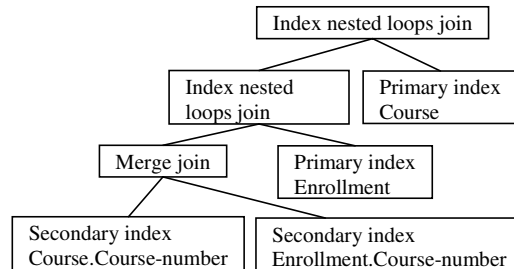 Index nested loops join
Index nested
loops join
Primary index
Course
Merge join
Primary index
Enrollment
Secondary index
Course.Course-number
Secondary index
Enrollment.Course-number